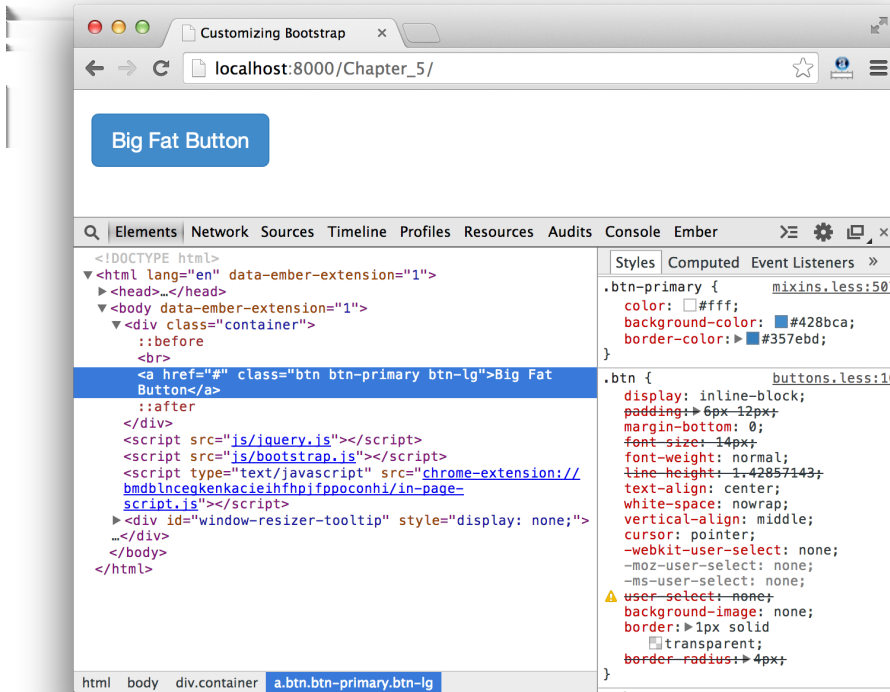 Customizing Bootstrap ×
localhost:8000/Chapter_5/
Big Fat Button
Elements Network Sources Timeline Profiles Resources Audits Console Ember
<!DOCTYPE html>
▼<html lang="en" data-ember-extension="1">
▶<head>…</head>
▼<body data-ember-extension="1">
▼<div class="container">
::before
<br>
<a href="#" class="btn btn-primary btn-lg">Big Fat
Button</a>
::after
</div>
<script src="js/jquery.js"></script>
<script src="js/bootstrap.js"></script>
<script type="text/javascript" src="chrome-extension://
bmdblncegkenkacieihfhpjfppoconhi/in-page-
script.js"></script>
▶<div id="window-resizer-tooltip" style="display: none;">
…</div>
</body>
</html>
html body div.container a.btn.btn-primary.btn-lg
Styles Computed Event Listeners »
.btn-primary { mixins.less:50
color: #fff;
background-color: #428bca;
border-color:▶#357ebd;
}
.btn { buttons.less:1
display: inline-block;
padding:▶6px 12px;
margin-bottom: 0;
font-size: 14px;
font-weight: normal;
line-height: 1.42857143;
text-align: center;
white-space: nowrap;
vertical-align: middle;
cursor: pointer;
-webkit-user-select: none;
-moz-user-select: none;
-ms-user-select: none;
user-select: none;
background-image: none;
border:▶1px solid
transparent;
border-radius:▶4px;
}